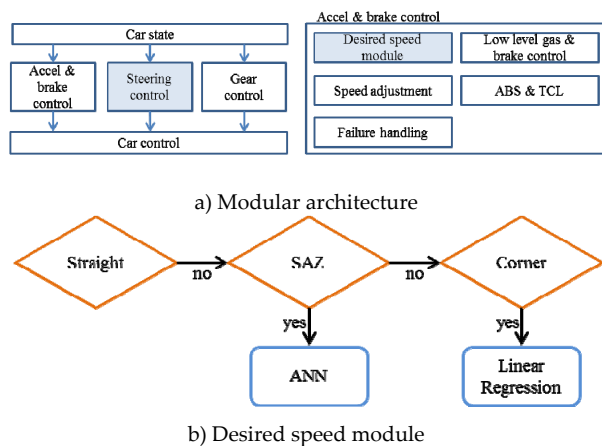 Car state
Accel &
brake
control
Steering
control
Gear
control
Car control
Accel & brake control
Desired speed
module
Low level gas &
brake control
Speed adjustment
ABS & TCL
Failure handling
a) Modular architecture
Straight
no
SAZ
no
Corner
yes
yes
ANN
Linear
Regression
b) Desired speed module